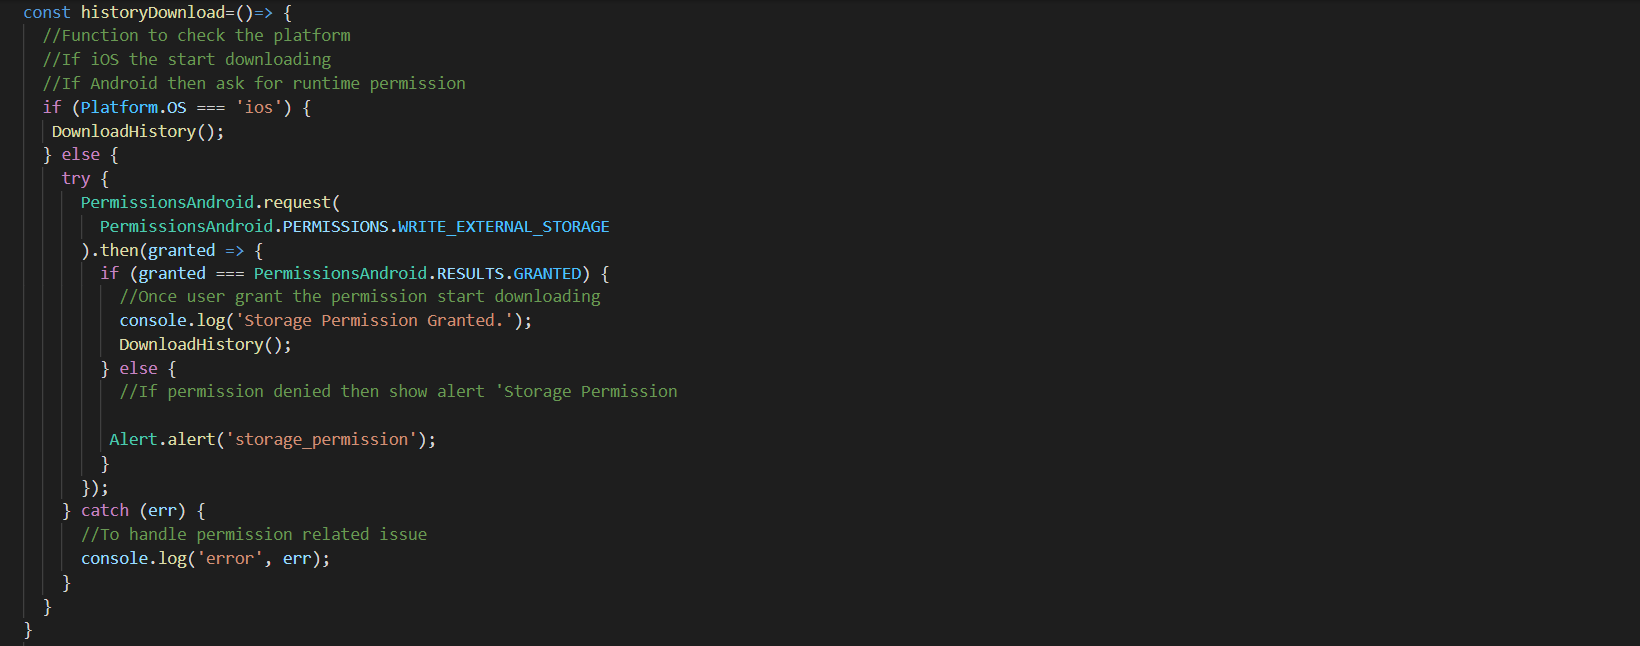 const historyDownload=()=> {
//Function to check the platform
//If iOS the start downloading
//If Android then ask for runtime permission
if (Platform.OS === 'ios') {
DownloadHistory();
} else {
try {
PermissionsAndroid.request(
PermissionsAndroid.PERMISSIONS.WRITE_EXTERNAL_STORAGE
).then(granted => {
if (granted === PermissionsAndroid.RESULTS.GRANTED) {
//Once user grant the permission start downloading
console.log('Storage Permission Granted.');
DownloadHistory();
} else {
//If permission denied then show alert 'Storage Permission
Alert.alert('storage_permission');
}
});
} catch (err) {
//To handle permission related issue
console.log('error', err);
}
}
}